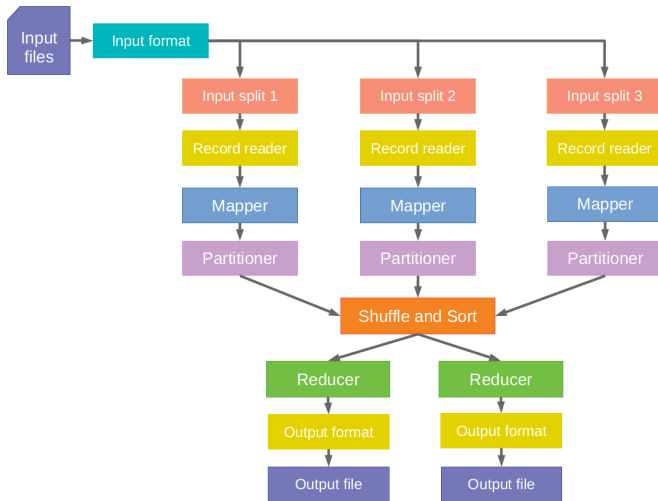 Input
files
Input format
Input split 1
Input split 2
Input split 3
Record reader
Record reader
Record reader
Mapper
Mapper
Mapper
Partitioner
Partitioner
Partitioner
Shuffle and Sort
Reducer
Reducer
Output format
Output format
Output file
Output file